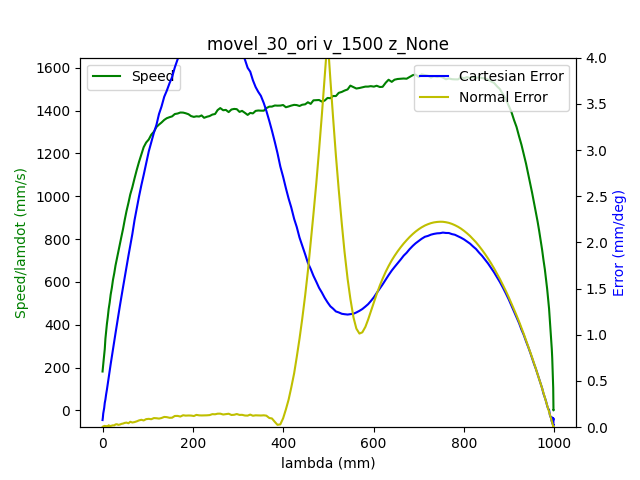 movel_30_ori v_1500 z_None
Speed
Cartesian Error
Normal Error
Speed/lamdot (mm/s)
1600
1400
1200
1000
800
600
400
200
0
4.0
3.5
3.0
2.5
2.0
1.5
1.0
0.5
0.0
Error (mm/deg)
0 200 400 600 800 1000
lambda (mm)